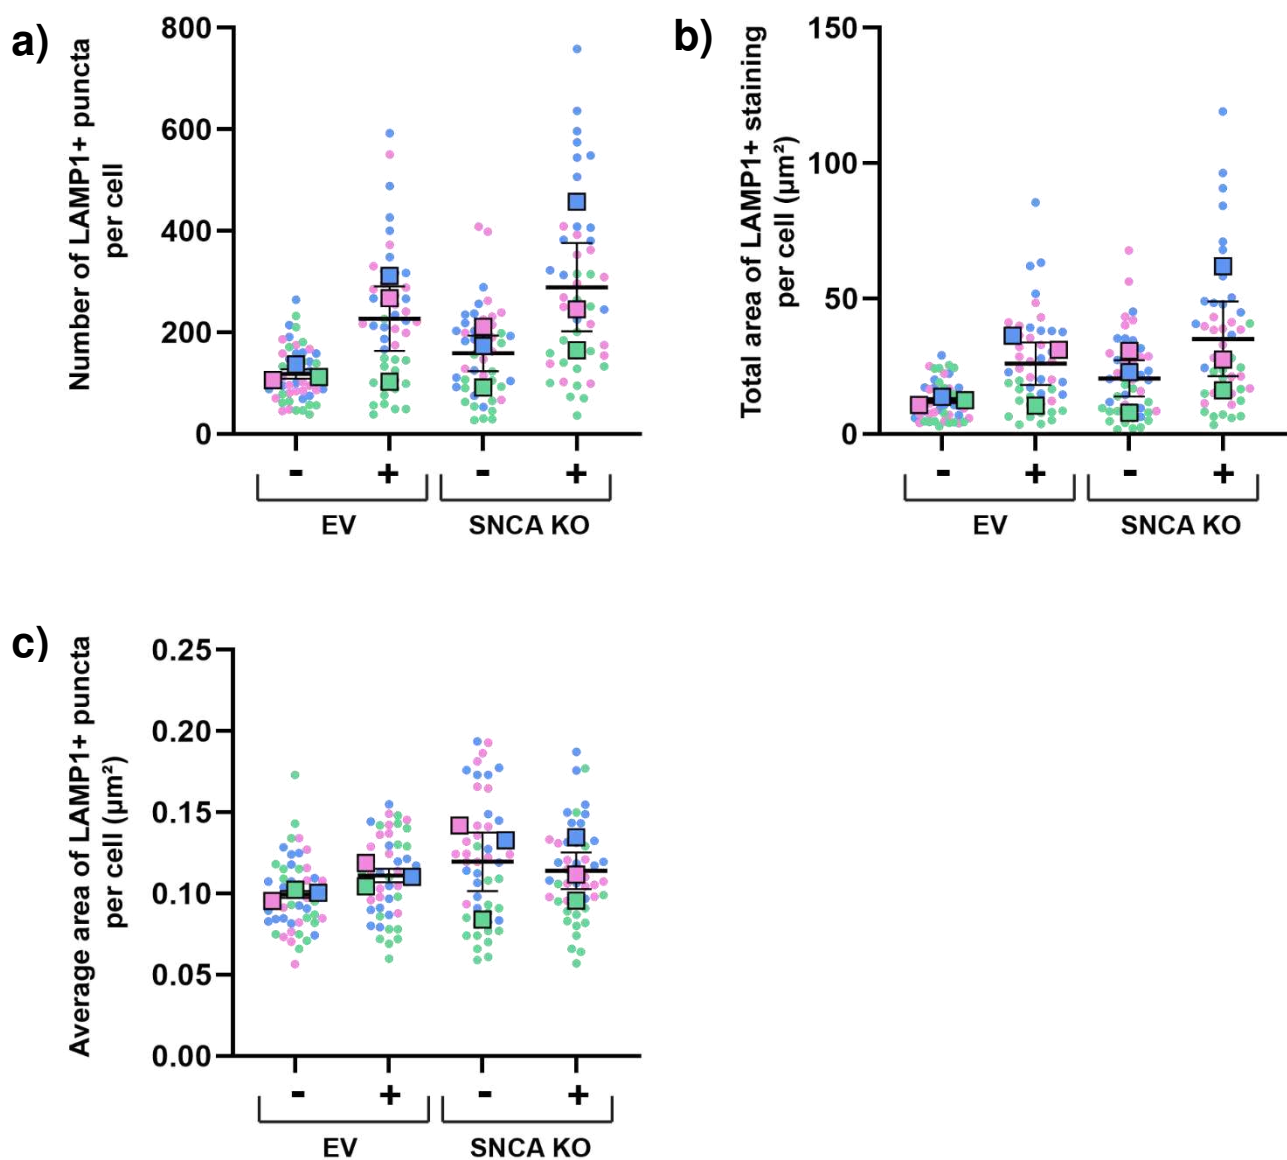 a)
Number of LAMP1+ puncta
per cell
800
600
400
200
0
- + - +
EV SNCA KO
b)
Total area of LAMP1+ staining
per cell (µm²)
150
100
50
0
- + - +
EV SNCA KO
c)
Average area of LAMP1+ puncta
per cell (µm²)
0.25
0.20
0.15
0.10
0.05
0.00
- + - +
EV SNCA KO